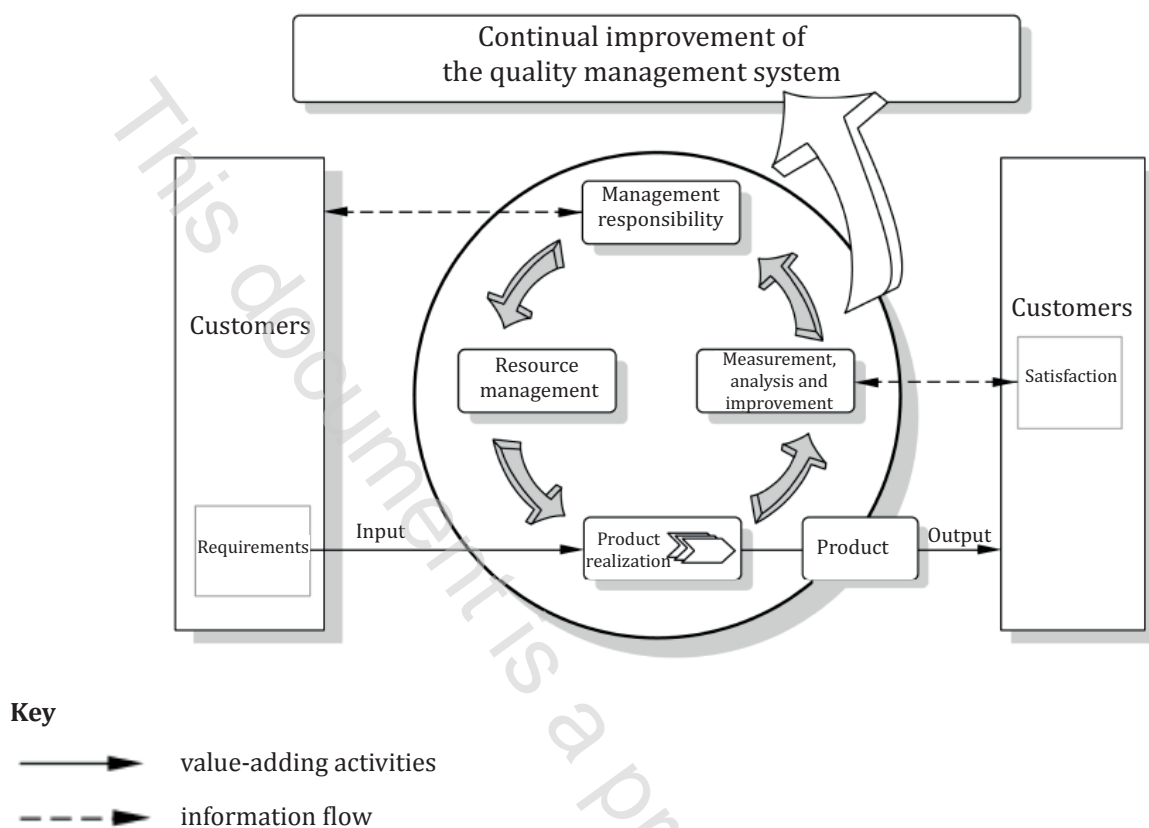 Continual improvement of
the quality management system
Management
responsibility
Customers
Customers
Resource
management
Measurement,
analysis and
improvement
Satisfaction
Requirements
Input
Product
realization
Product
Output
Key
value-adding activities
information flow
This document is a pr